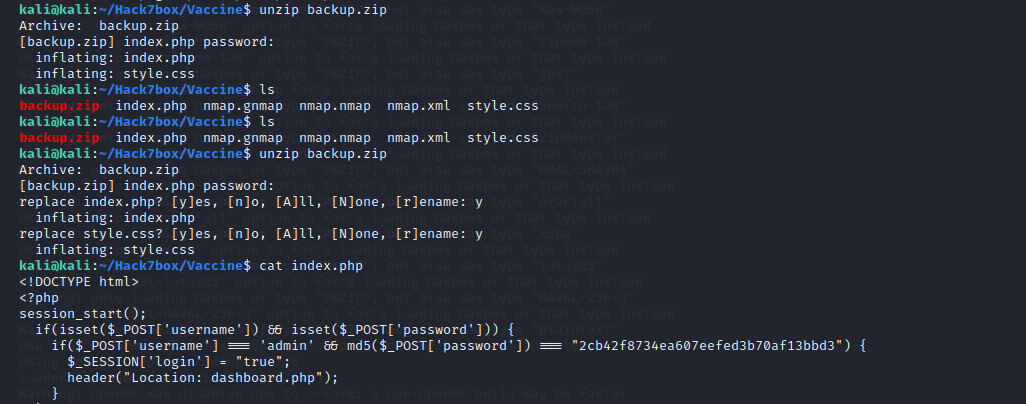 kali@kali:~/Hack7box/Vaccine$ unzip backup.zip
Archive:  backup.zip
[backup.zip] index.php password:
  inflating: index.php
  inflating: style.css
kali@kali:~/Hack7box/Vaccine$ ls
backup.zip  index.php  nmap.gnmap  nmap.nmap  nmap.xml  style.css
kali@kali:~/Hack7box/Vaccine$ ls
backup.zip  index.php  nmap.gnmap  nmap.nmap  nmap.xml  style.css
kali@kali:~/Hack7box/Vaccine$ unzip backup.zip
Archive:  backup.zip
[backup.zip] index.php password:
replace index.php? [y]es, [n]o, [A]ll, [N]one, [r]ename: y
  inflating: index.php
replace style.css? [y]es, [n]o, [A]ll, [N]one, [r]ename: y
  inflating: style.css
kali@kali:~/Hack7box/Vaccine$ cat index.php
<!DOCTYPE html>
<?php
session_start();
  if(isset($_POST['username']) && isset($_POST['password'])) {
    if($_POST['username'] === 'admin' && md5($_POST['password']) === "2cb42f8734ea607eefed3b70af13bbd3") {
      $_SESSION['login'] = "true";
      header("Location: dashboard.php");
    }